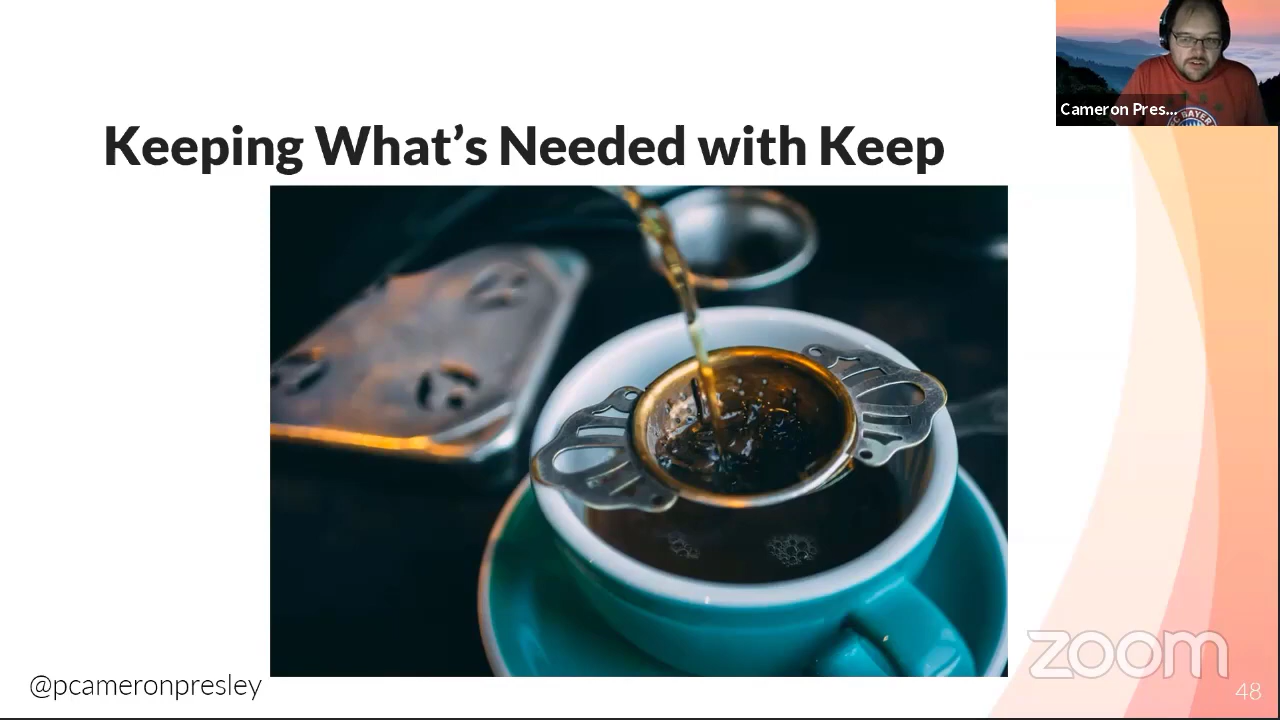 Cameron Pres...
Keeping What's Needed with Keep
@pcameronpresley
zoom
48